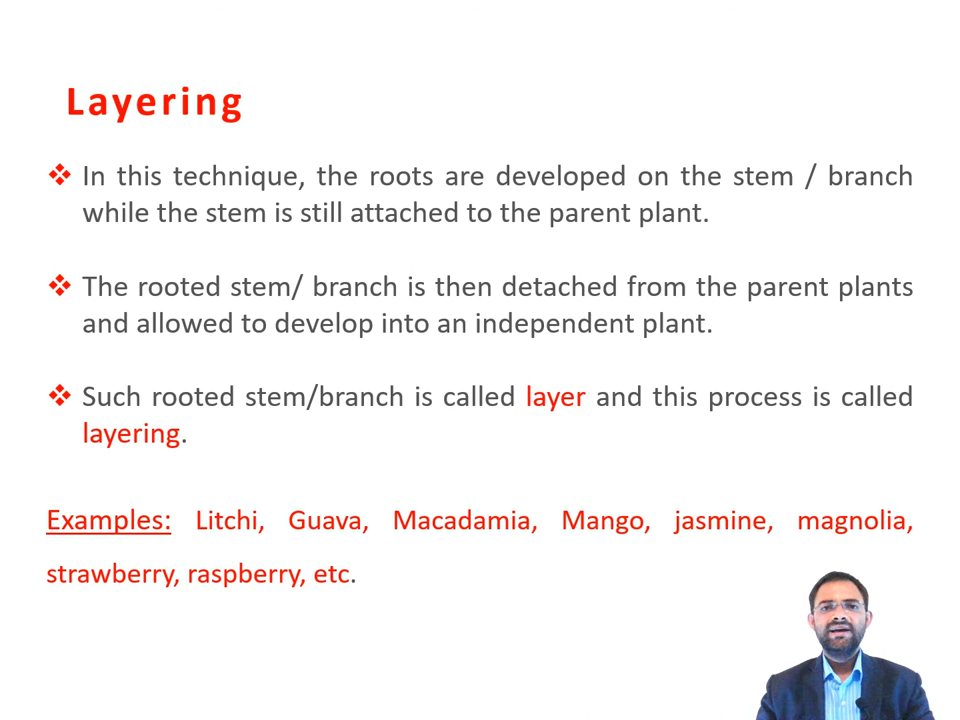 Layering
In this technique, the roots are developed on the stem / branch
while the stem is still attached to the parent plant.
The rooted stem/ branch is then detached from the parent plants
and allowed to develop into an independent plant.
Such rooted stem/branch is called layer and this process is called
layering.
Examples: Litchi, Guava, Macadamia, Mango, jasmine, magnolia,
strawberry, raspberry, etc.